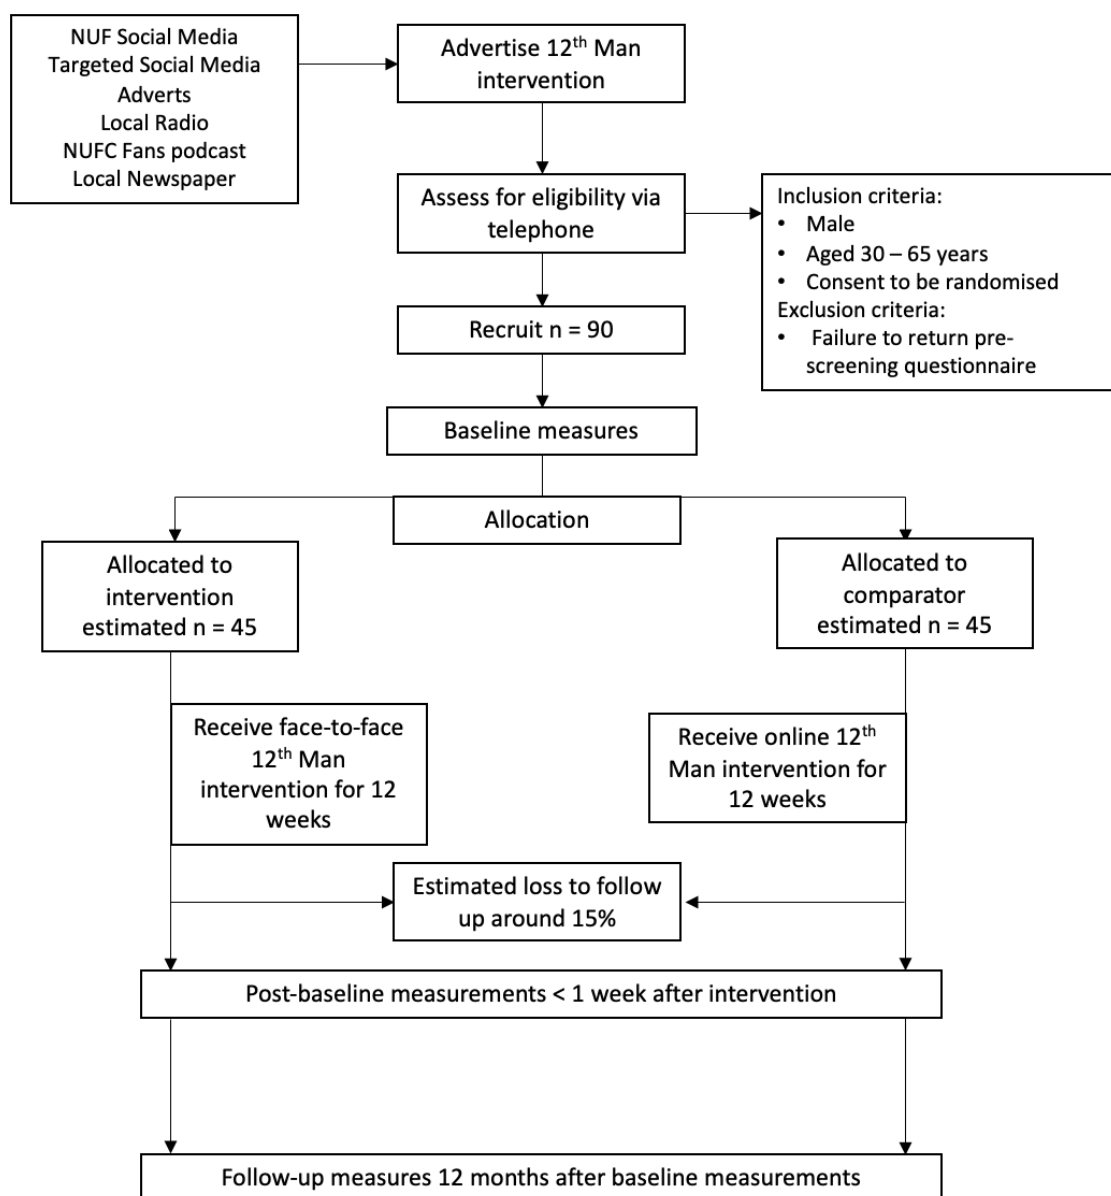 NUF Social Media
Targeted Social Media
Adverts
Local Radio
NUFC Fans podcast
Local Newspaper
Advertise 12th Man
intervention
Assess for eligibility via
telephone
Inclusion criteria:
• Male
• Aged 30 – 65 years
• Consent to be randomised
Exclusion criteria:
• Failure to return pre-
screening questionnaire
Recruit n = 90
Baseline measures
Allocation
Allocated to
intervention
estimated n = 45
Allocated to
comparator
estimated n = 45
Receive face-to-face
12th Man
intervention for 12
weeks
Receive online 12th
Man intervention for
12 weeks
Estimated loss to follow
up around 15%
Post-baseline measurements < 1 week after intervention
Follow-up measures 12 months after baseline measurements